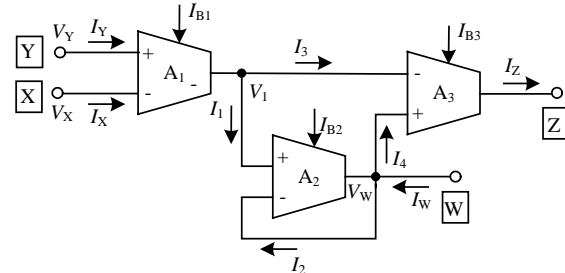 I_B1
Y V_Y I_Y + A_1 -
X V_X I_X -
I_3
I_B3
- A_3 +
I_Z
Z
V_1
I_1
I_B2
+ A_2 -
I_4
V_W I_W W
I_2